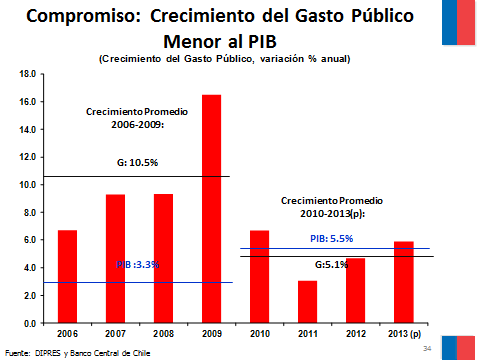 Compromiso: Crecimiento del Gasto Público
Menor al PIB
(Crecimiento del Gasto Público, variación % anual)
18.0
16.0
14.0
12.0
10.0
8.0
6.0
4.0
2.0
0.0
Crecimiento Promedio
2006-2009:
G: 10.5%
PIB :3.3%
Crecimiento Promedio
2010-2013(p):
PIB: 5.5%
G:5.1%
2006 2007 2008 2009 2010 2011 2012 2013 (p)
Fuente: DIPRES y Banco Central de Chile
34